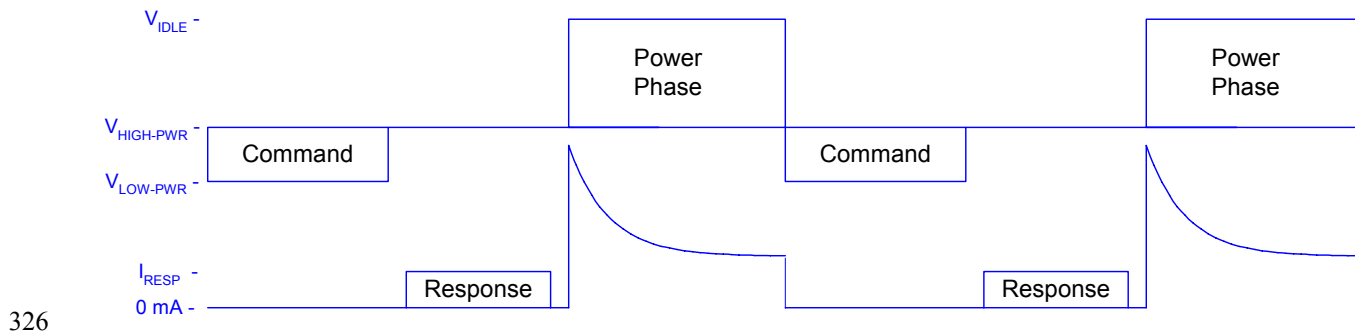 V_IDLE -
Power
Phase
Power
Phase
V_HIGH-PWR -
Command
Command
V_LOW-PWR -
I_RESP -
Response
Response
0 mA -
326